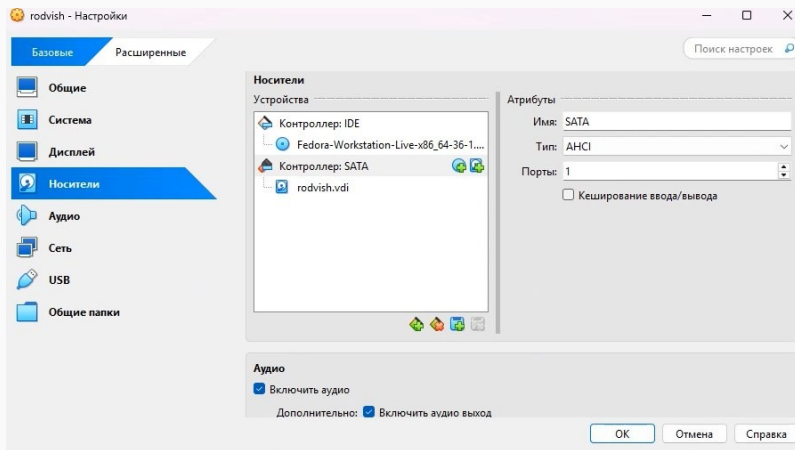 rodvish - Настройки
Базовые Расширенные
Поиск настроек
Общие
Система
Дисплей
Носители
Аудио
Сеть
USB
Общие папки
Носители
Устройства
Контроллер: IDE
Fedora-Workstation-Live-x86_64-36-1....
Контроллер: SATA
rodvish.vdi
Атрибуты
Имя: SATA
Тип: AHCI
Порты: 1
Кеширование ввода/вывода
Аудио
Включить аудио
Дополнительно: Включить аудио выход
ОК Отмена Справка